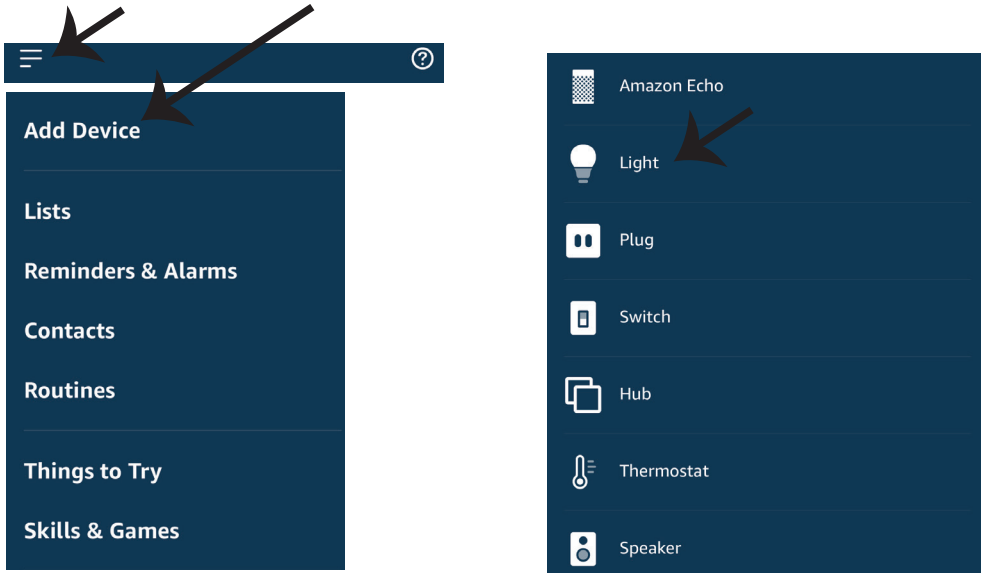 ?
Add Device
Lists
Reminders & Alarms
Contacts
Routines
Things to Try
Skills & Games
Amazon Echo
Light
Plug
Switch
Hub
Thermostat
Speaker